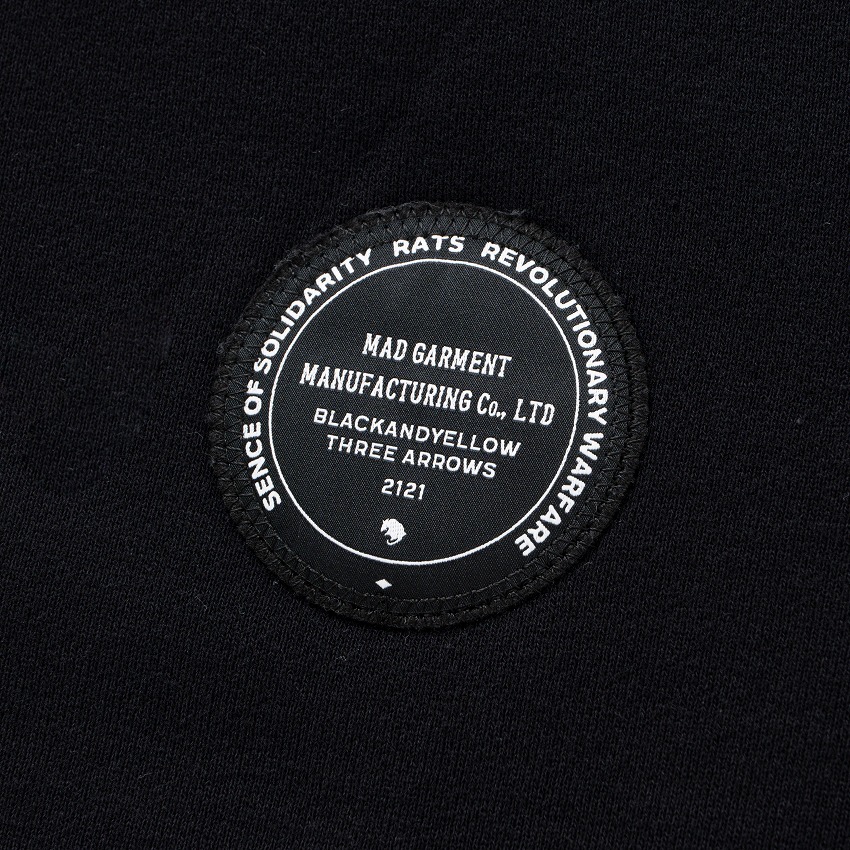 SENCE OF SOLIDARITY RATS REVOLUTIONARY WARFARE
MAD GARMENT
MANUFACTURING Co., LTD
BLACKANDYELLOW
THREE ARROWS
2121